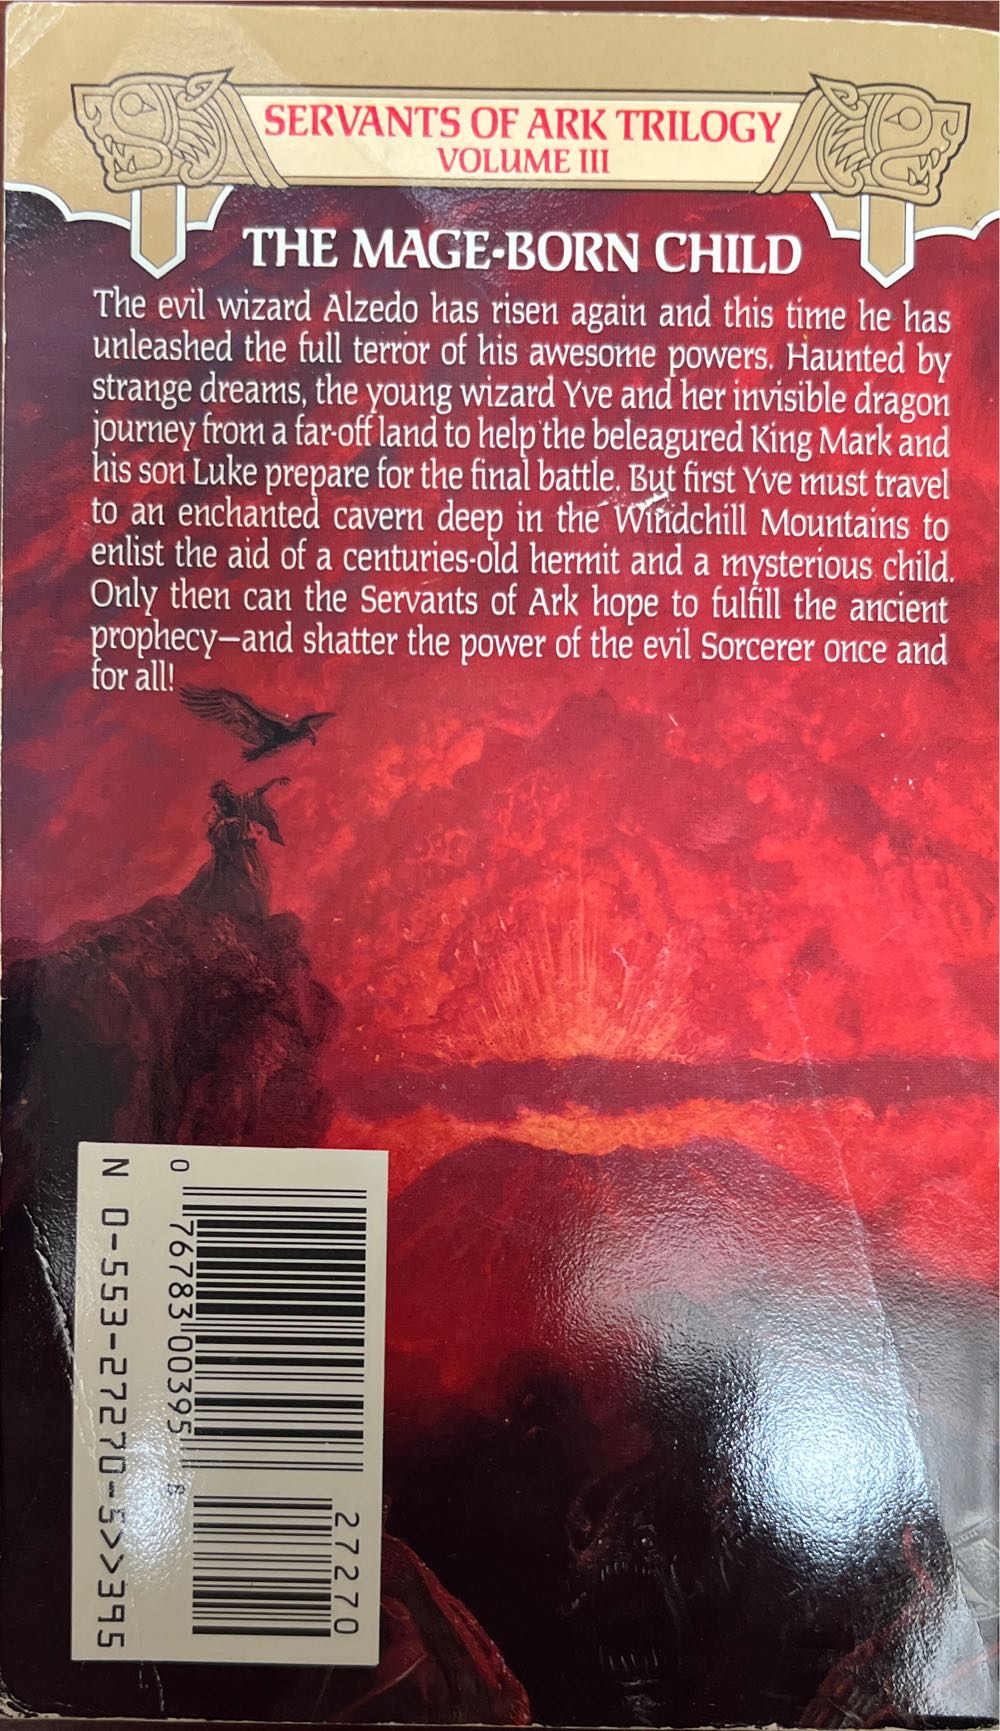 SERVANTS OF ARK TRILOGY
VOLUME III
THE MAGE-BORN CHILD
The evil wizard Alzedo has risen again and this time he has
unleashed the full terror of his awesome powers. Haunted by
strange dreams, the young wizard Yve and her invisible dragon
journey from a far-off land to help the beleagured King Mark and
his son Luke prepare for the final battle. But first Yve must travel
to an enchanted cavern deep in the Windchill Mountains to
enlist the aid of a centuries-old hermit and a mysterious child.
Only then can the Servants of Ark hope to fulfill the ancient
prophecy—and shatter the power of the evil Sorcerer once and
for all!
N 0-553-27270-5>>395
0 76783 00395
27270